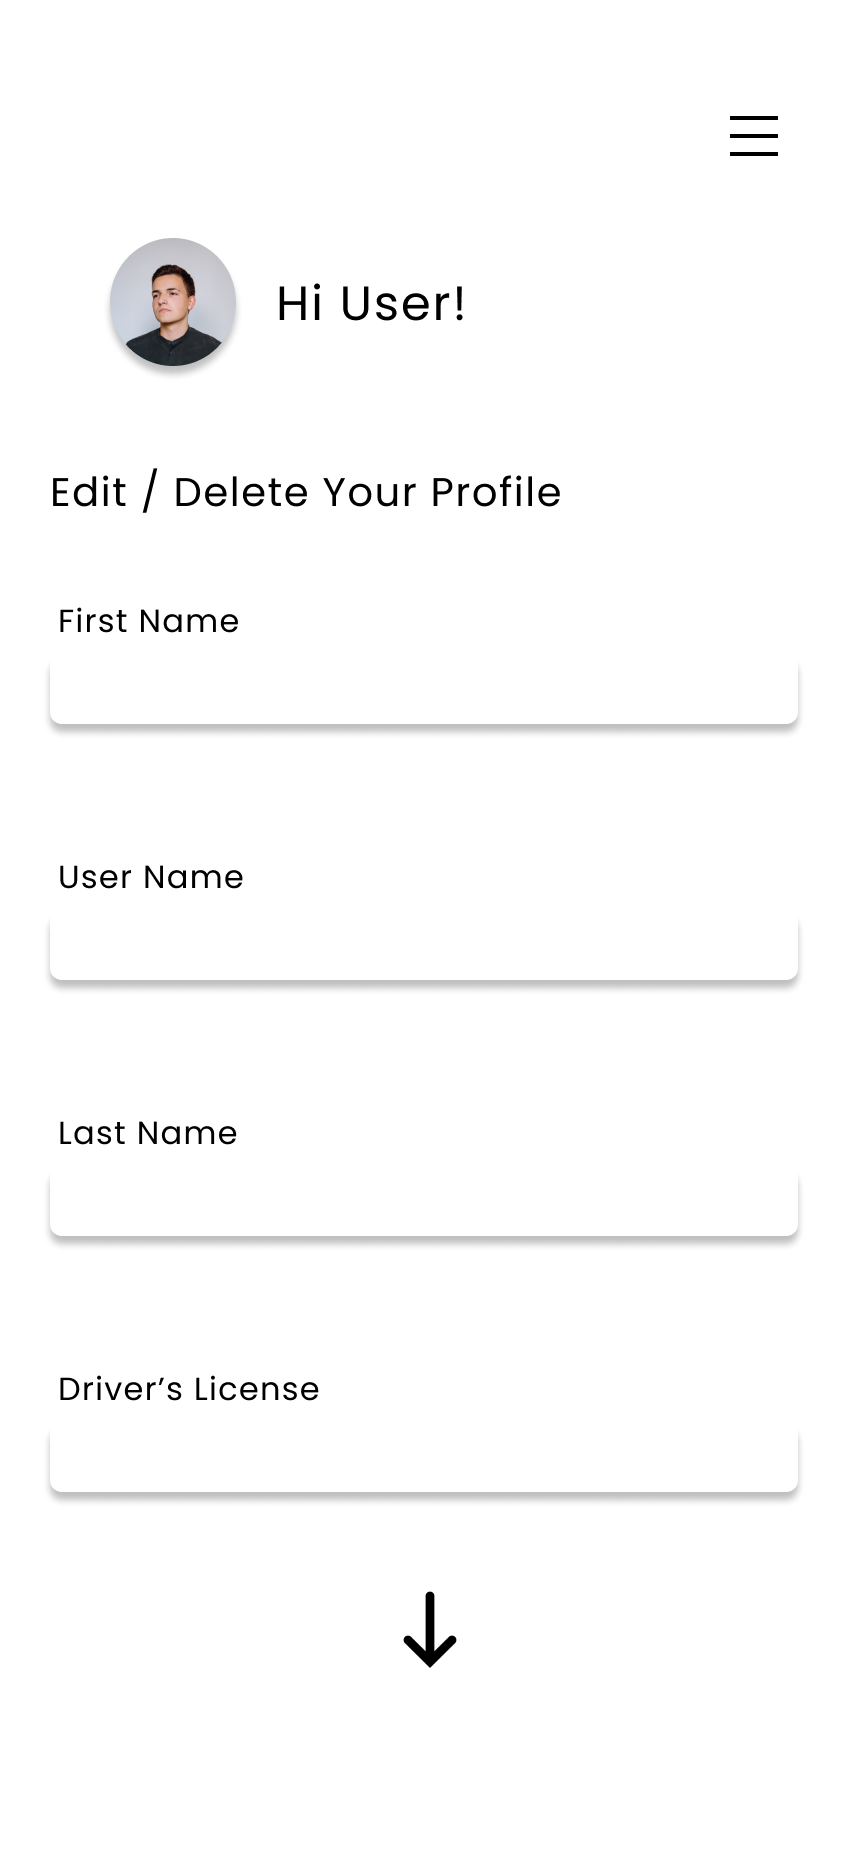 Hi User!
Edit / Delete Your Profile
First Name
User Name
Last Name
Driver’s License